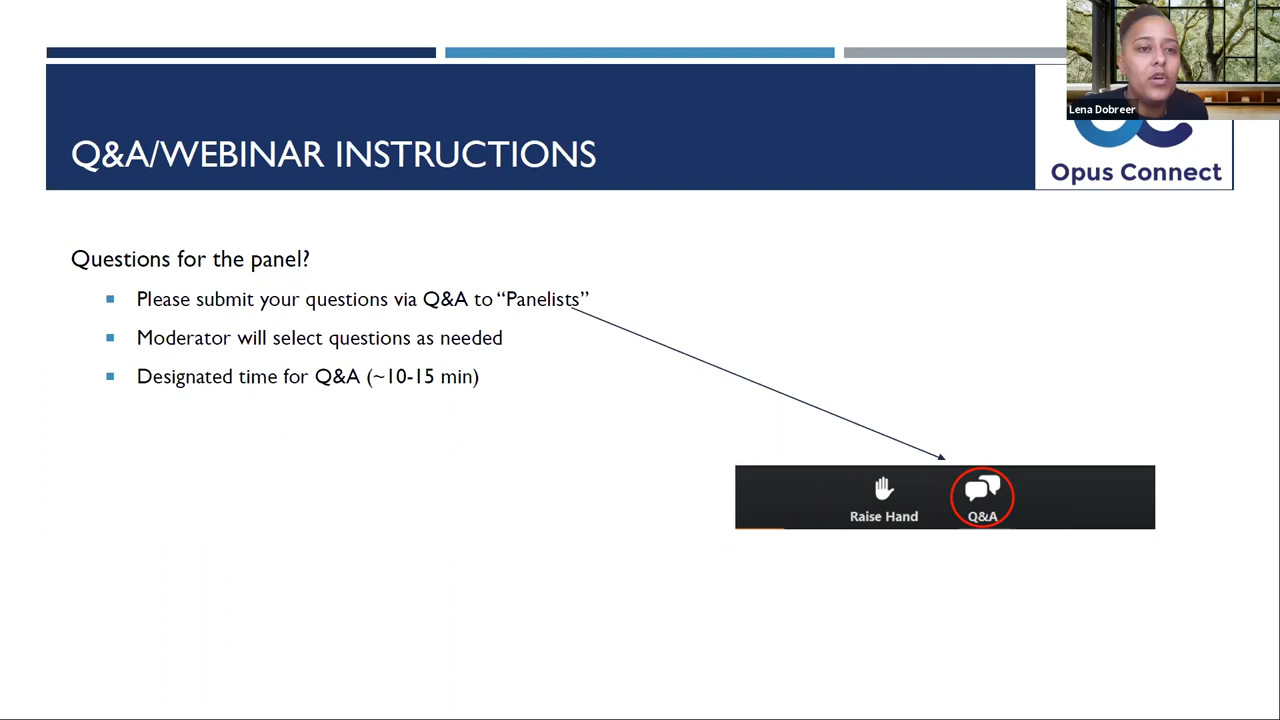 Lena Dobreer
Q&A/WEBINAR INSTRUCTIONS
Opus Connect
Questions for the panel?
Please submit your questions via Q&A to “Panelists”
Moderator will select questions as needed
Designated time for Q&A (~10-15 min)
Raise Hand
Q&A